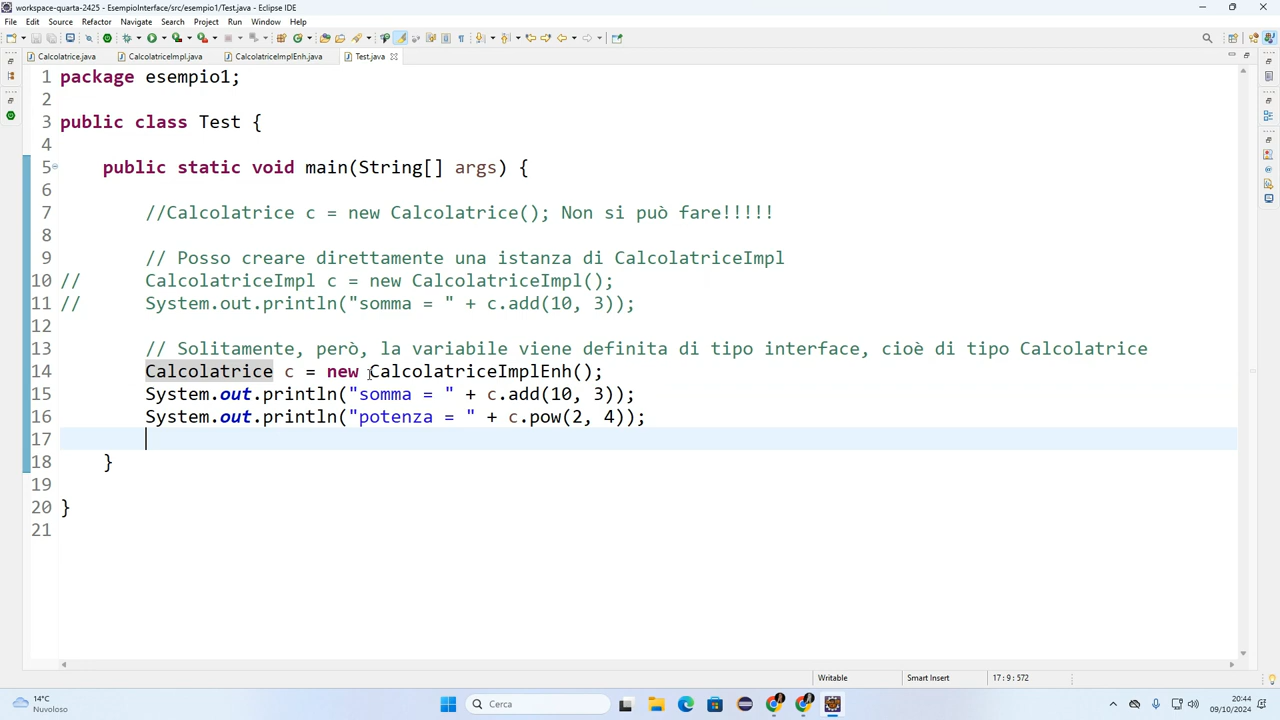 workspace-quarta-2425 - EsempioInterface/src/esempio1/Test.java - Eclipse IDE
File Edit Source Refactor Navigate Search Project Run Window Help
Calcolatrice.java CalcolatriceImpl.java CalcolatriceImplEnh.java Test.java
1 package esempio1;
2
3 public class Test {
4
5 public static void main(String[] args) {
6
7 //Calcolatrice c = new Calcolatrice(); Non si può fare!!!!!
8
9 // Posso creare direttamente una istanza di CalcolatriceImpl
10 // CalcolatriceImpl c = new CalcolatriceImpl();
11 // System.out.println("somma = " + c.add(10, 3));
12
13 // Solitamente, però, la variabile viene definita di tipo interface, cioè di tipo Calcolatrice
14 Calcolatrice c = new CalcolatriceImplEnh();
15 System.out.println("somma = " + c.add(10, 3));
16 System.out.println("potenza = " + c.pow(2, 4));
17
18 }
19
20 }
21
Writable Smart Insert 17 : 9 : 572
14°C
Nuvoloso
Cerca
20:44
09/10/2024